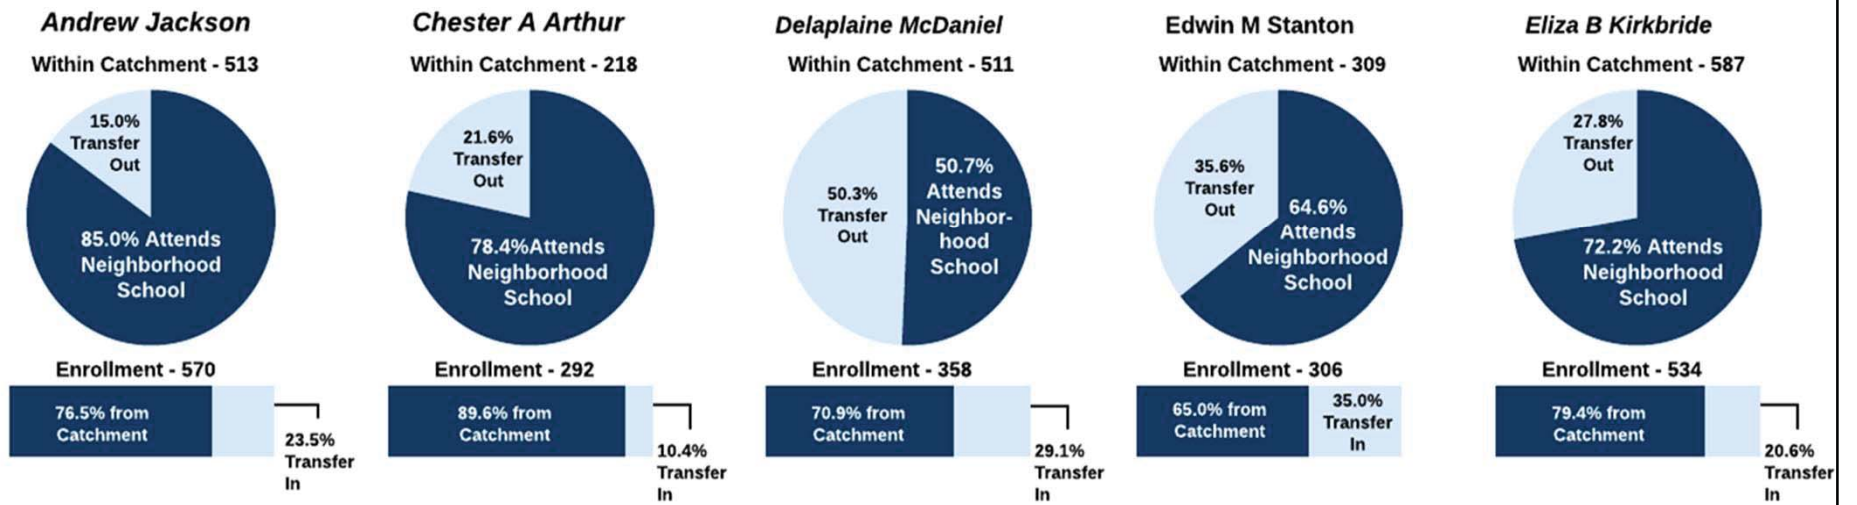 Andrew Jackson
Within Catchment - 513
15.0%
Transfer
Out
85.0% Attends
Neighborhood
School
Enrollment - 570
76.5% from
Catchment
23.5%
Transfer
In
Chester A Arthur
Within Catchment - 218
21.6%
Transfer
Out
78.4%Attends
Neighborhood
School
Enrollment - 292
89.6% from
Catchment
10.4%
Transfer
In
Delaplaine McDaniel
Within Catchment - 511
50.3%
Transfer
Out
50.7%
Attends
Neighbor-
hood
School
Enrollment - 358
70.9% from
Catchment
29.1%
Transfer
In
Edwin M Stanton
Within Catchment - 309
35.6%
Transfer
Out
64.6%
Attends
Neighborhood
School
Enrollment - 306
65.0% from
Catchment
35.0%
Transfer
In
Eliza B Kirkbride
Within Catchment - 587
27.8%
Transfer
Out
72.2% Attends
Neighborhood
School
Enrollment - 534
79.4% from
Catchment
20.6%
Transfer
In